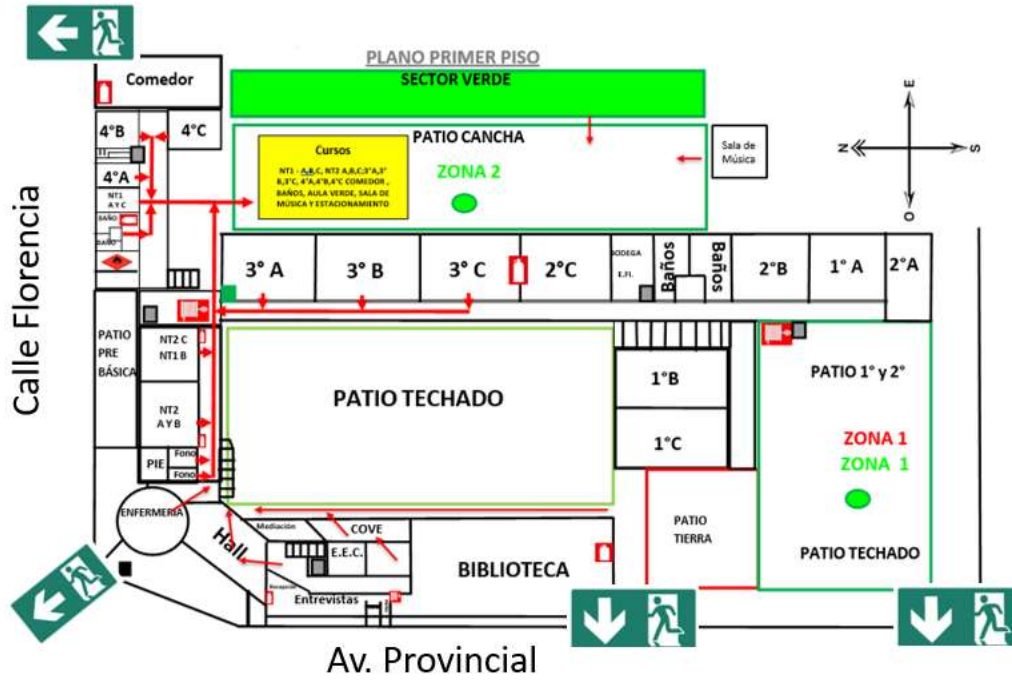 PLANO PRIMER PISO
SECTOR VERDE
Comedor
4°B
4°C
4°A
NT1
A Y C
BAÑO
BAÑO
PATIO CANCHA
Cursos
NT1 - A,B,C, NT2 A,B,C;3°A,3°
B,3°C, 4°A,4°B,4°C COMEDOR ,
BAÑOS, AULA VERDE, SALA DE
MÚSICA Y ESTACIONAMIENTO
ZONA 2
Sala de
Música
E
N
S
O
Calle Florencia
3° A
3° B
3° C
2°C
BODEGA
E.FI.
Baños
Baños
2°B
1° A
2°A
PATIO
PRE
BÁSICA
NT2 C
NT1 B
NT2
A Y B
PIE
Fono
Fono
PATIO TECHADO
1°B
1°C
PATIO 1° y 2°
ZONA 1
ZONA 1
PATIO TECHADO
PATIO
TIERRA
ENFERMERIA
Hall
Mediación
COVE
E.E.C.
BIBLIOTECA
Recepción
Entrevistas
Av. Provincial